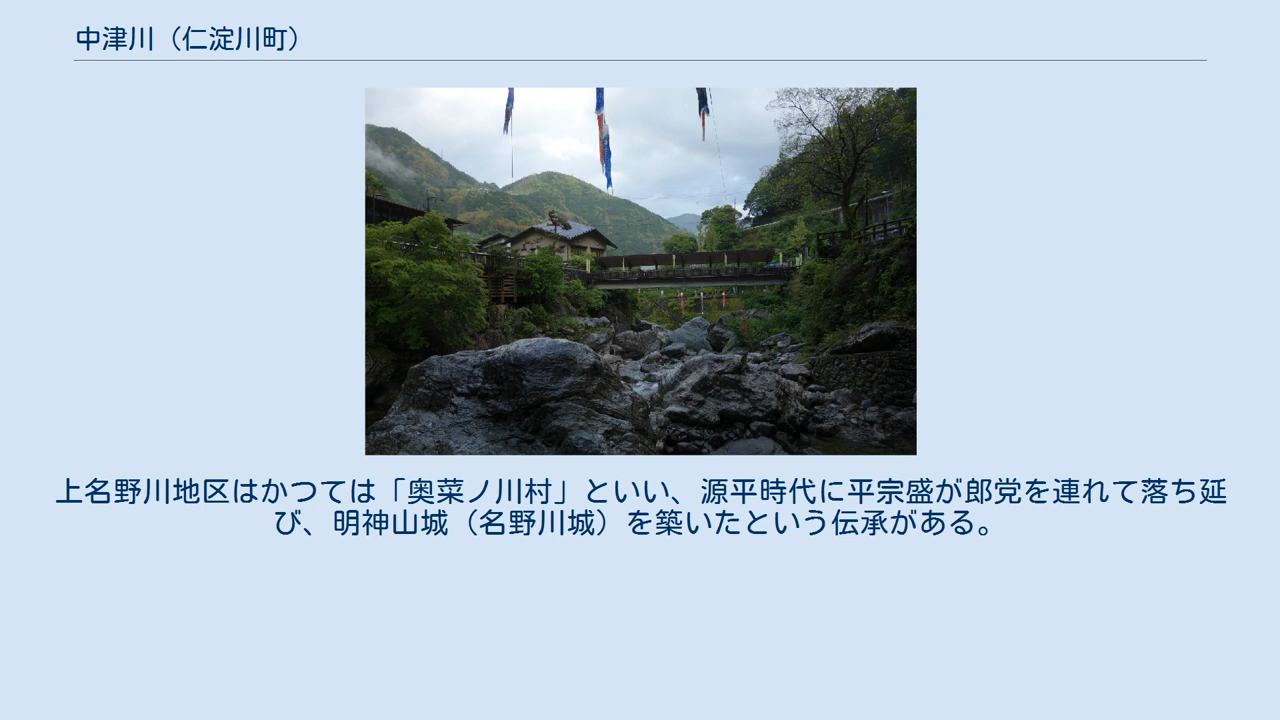 中津川（仁淀川町）
上名野川地区はかつては「奥菜ノ川村」といい、源平時代に平宗盛が郎党を連れて落ち延
び、明神山城（名野川城）を築いたという伝承がある。